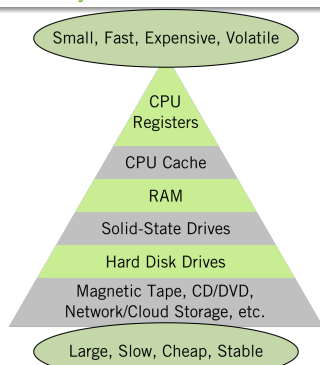 Small, Fast, Expensive, Volatile
CPU
Registers
CPU Cache
RAM
Solid-State Drives
Hard Disk Drives
Magnetic Tape, CD/DVD,
Network/Cloud Storage, etc.
Large, Slow, Cheap, Stable